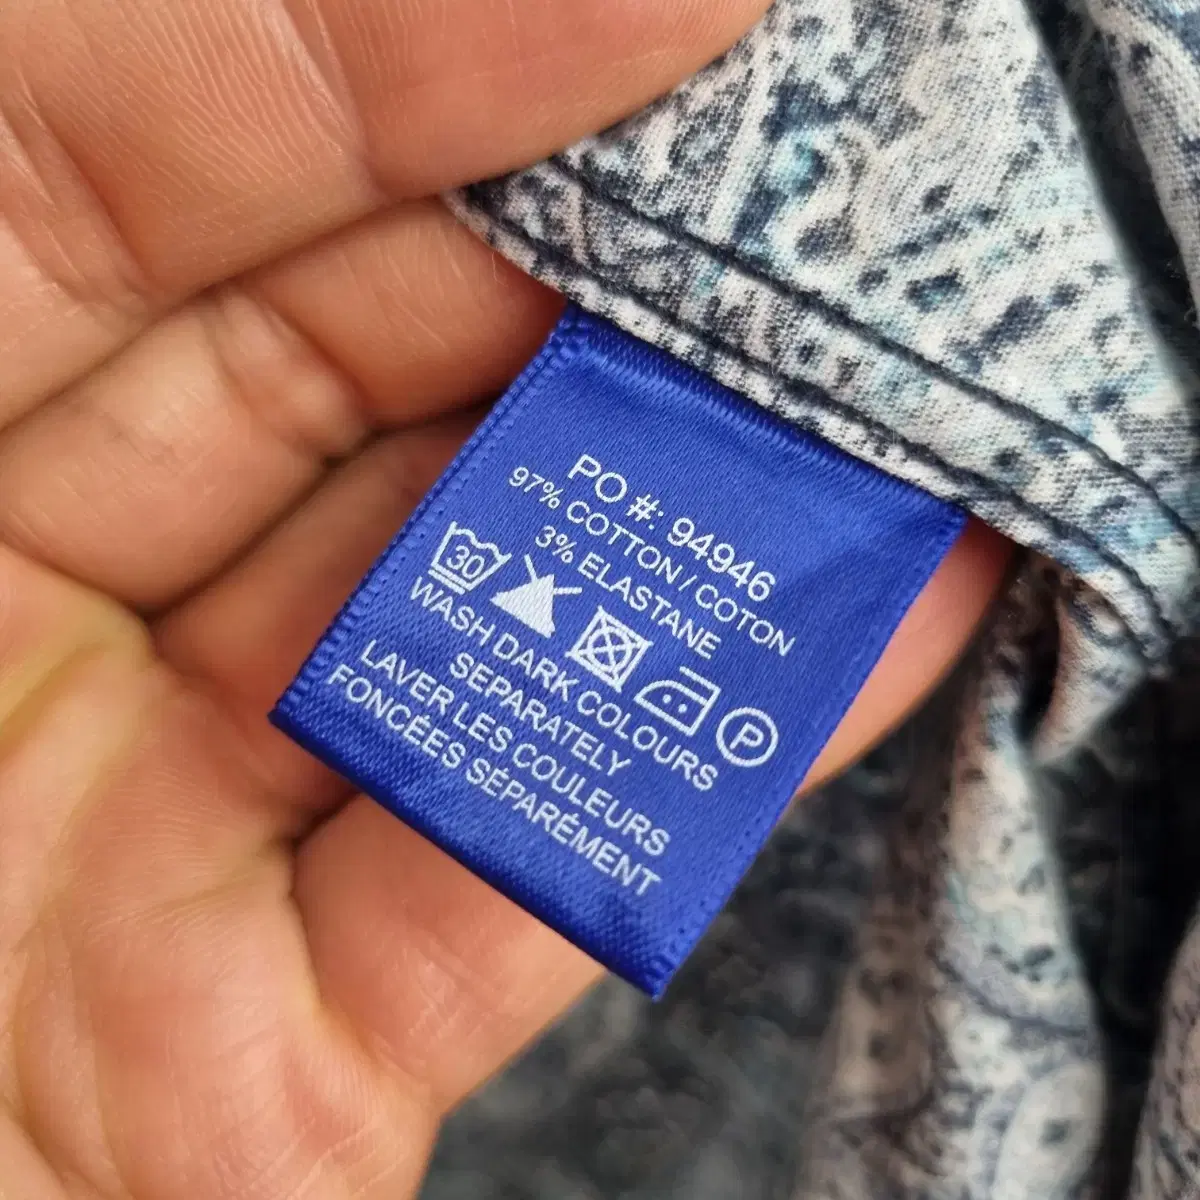 PO #: 94946
97% COTTON / COTON
3% ELASTANE
30 P
WASH DARK COLOURS
SEPARATELY
LAVER LES COULEURS
FONCÉES SÉPARÉMENT